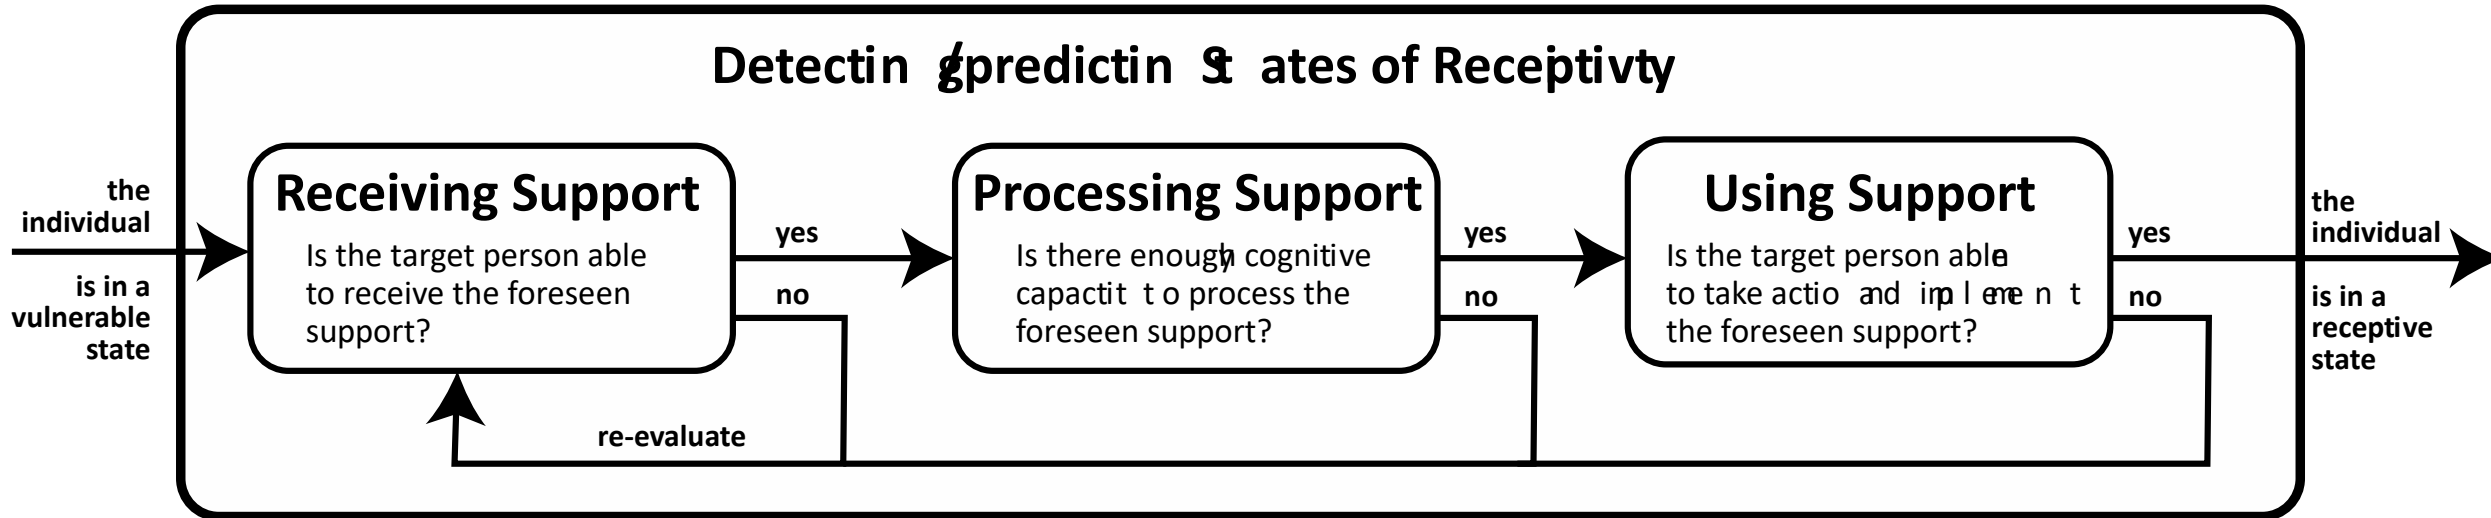 Detectin g/predictin St ates of Receiptivty
the
individual
is in a
vulnerable
state
Receiving Support
Is the target person able
to receive the foreseen
support?
yes
no
Processing Support
Is there enough cognitive
capactit t o process the
foreseen support?
yes
no
Using Support
Is the target person able
to take actio and implement
the foreseen support?
yes
no
the
individual
is in a
receptive
state
re-evaluate